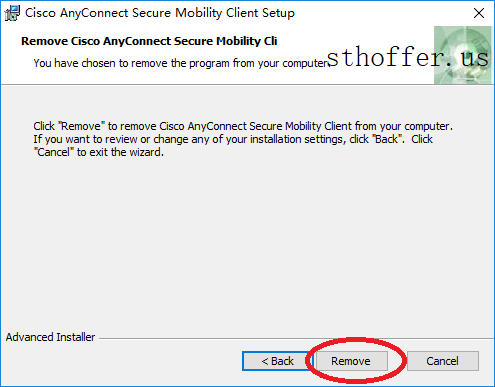 Cisco AnyConnect Secure Mobility Client Setup
Remove Cisco AnyConnect Secure Mobility Cli
You have chosen to remove the program from your computer.
sthoffer.us
Click "Remove" to remove Cisco AnyConnect Secure Mobility Client from your computer.
If you want to review or change any of your installation settings, click "Back".  Click
"Cancel" to exit the wizard.
Advanced Installer
< Back
Remove
Cancel